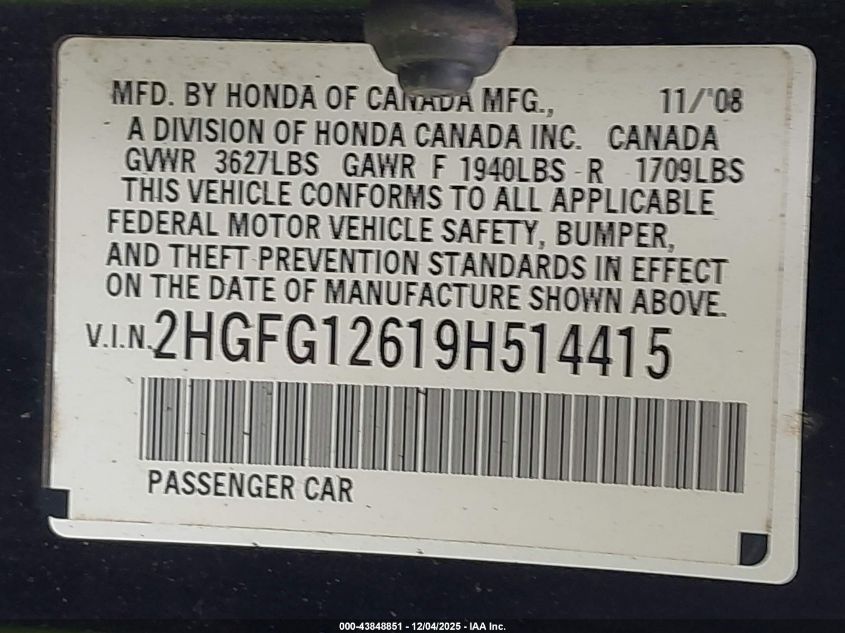 MFD. BY HONDA OF CANADA MFG., 11/'08
A DIVISION OF HONDA CANADA INC. CANADA
GVWR 3627LBS GAWR F 1940LBS R 1709LBS
THIS VEHICLE CONFORMS TO ALL APPLICABLE
FEDERAL MOTOR VEHICLE SAFETY, BUMPER,
AND THEFT PREVENTION STANDARDS IN EFFECT
ON THE DATE OF MANUFACTURE SHOWN ABOVE.
V.I.N. 2HGFG12619H514415
PASSENGER CAR
000-43848851 - 12/04/2025 - IAA Inc.